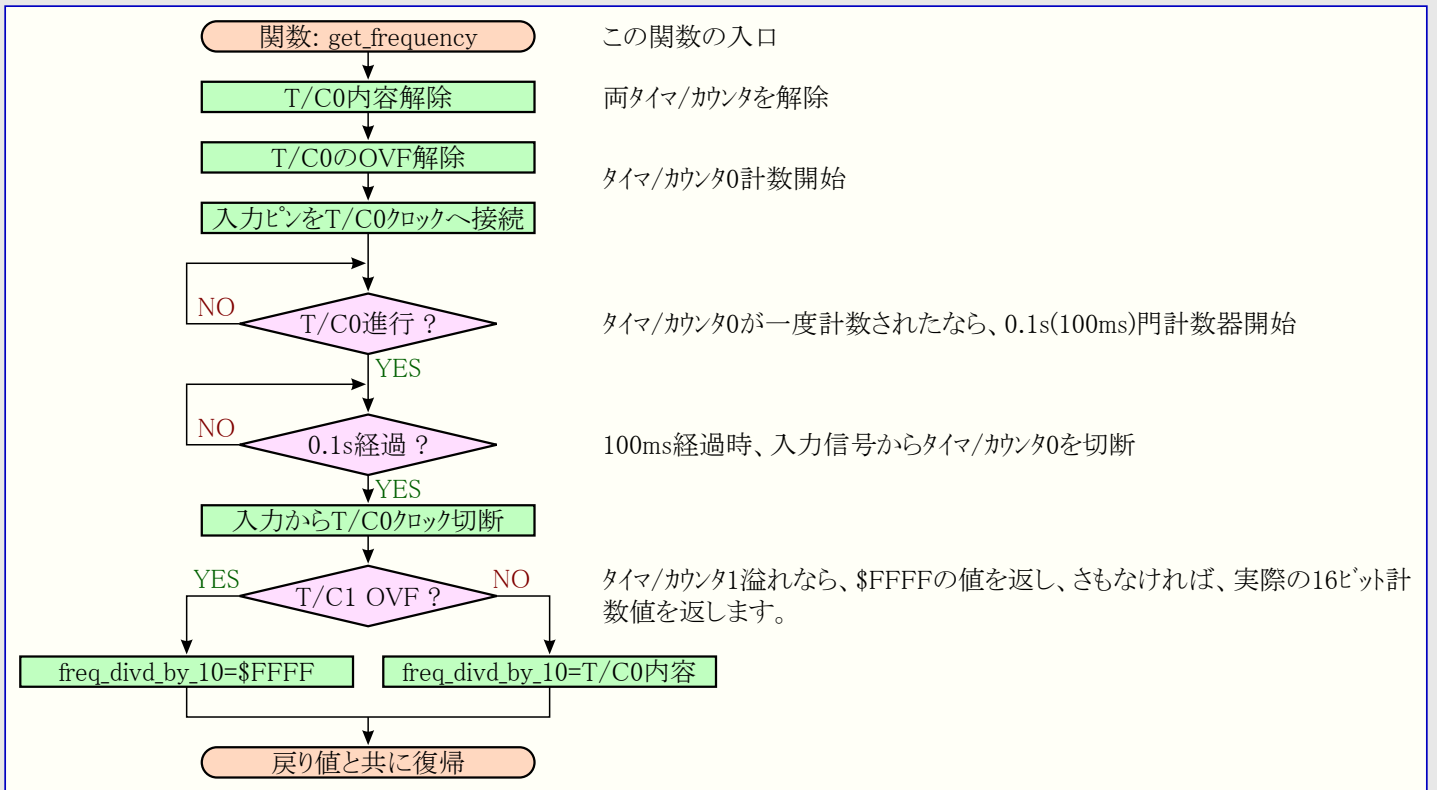 関数: get_frequency
この関数の入口
T/C0内容解除
両ﾀｲﾏ/ｶｳﾝﾀを解除
T/C0のOVF解除
ﾀｲﾏ/ｶｳﾝﾀ0計数開始
入力ﾋﾟﾝをT/C0ｸﾛｯｸへ接続
NO
T/C0進行 ?
ﾀｲﾏ/ｶｳﾝﾀ0が一度計数されたなら、0.1s(100ms)門計数器開始
YES
NO
0.1s経過 ?
100ms経過時、入力信号からﾀｲﾏ/ｶｳﾝﾀ0を切断
YES
入力からT/C0ｸﾛｯｸ切断
YES
T/C1 OVF ?
NO
ﾀｲﾏ/ｶｳﾝﾀ1溢れなら、$FFFFの値を返し、さもなければ、実際の16ﾋﾞｯﾄ計
数値を返します。
freq_divd_by_10=$FFFF
freq_divd_by_10=T/C0内容
戻り値と共に復帰